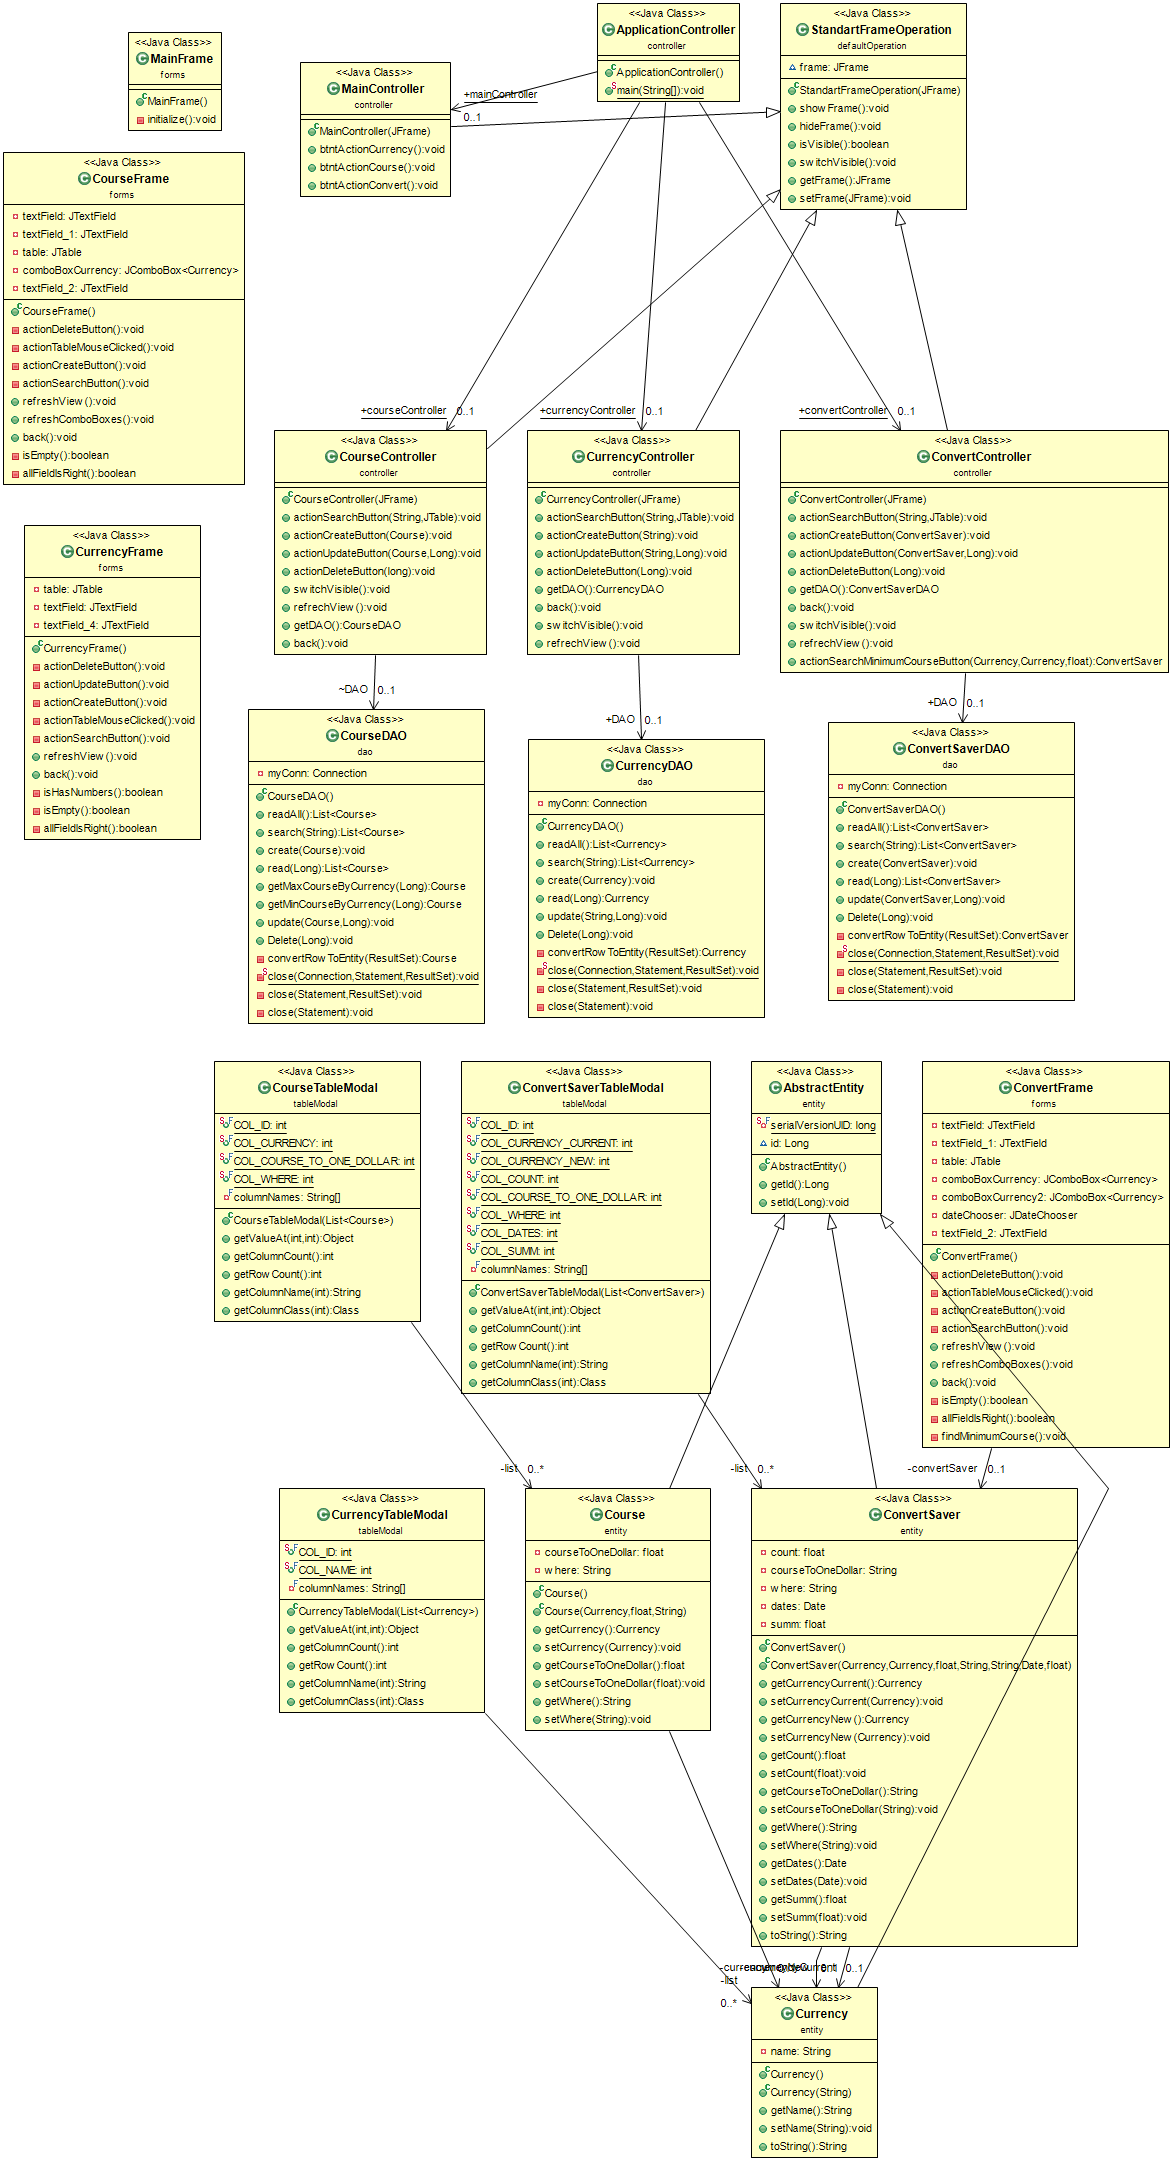 <<Java Class>>
MainFrame
forms
MainFrame()
initialize():void
<<Java Class>>
MainController
controller
MainController(JFrame)
btntActionCurrency():void
btntActionCourse():void
btntActionConvert():void
<<Java Class>>
ApplicationController
controller
ApplicationController()
main(String[]):void
<<Java Class>>
StandartFrameOperation
defaultOperation
frame: JFrame
StandartFrameOperation(JFrame)
showFrame():void
hideFrame():void
isVisible():boolean
switchVisible():void
getFrame():JFrame
setFrame(JFrame):void
+mainController
0..1
<<Java Class>>
CourseFrame
forms
textField: JTextField
textField_1: JTextField
table: JTable
comboBoxCurrency: JComboBox<Currency>
textField_2: JTextField
CourseFrame()
actionDeleteButton():void
actionTableMouseClicked():void
actionCreateButton():void
actionSearchButton():void
refreshView():void
refreshComboBoxes():void
back():void
isEmpty():boolean
allFieldIsRight():boolean
+courseController 0..1
+currencyController 0..1
+convertController 0..1
<<Java Class>>
CourseController
controller
CourseController(JFrame)
actionSearchButton(String,JTable):void
actionCreateButton(Course):void
actionUpdateButton(Course,Long):void
actionDeleteButton(long):void
switchVisible():void
refrechView():void
getDAO():CourseDAO
back():void
<<Java Class>>
CurrencyController
controller
CurrencyController(JFrame)
actionSearchButton(String,JTable):void
actionCreateButton(String):void
actionUpdateButton(String,Long):void
actionDeleteButton(Long):void
getDAO():CurrencyDAO
back():void
switchVisible():void
refrechView():void
<<Java Class>>
ConvertController
controller
ConvertController(JFrame)
actionSearchButton(String,JTable):void
actionCreateButton(ConvertSaver):void
actionUpdateButton(ConvertSaver,Long):void
actionDeleteButton(Long):void
getDAO():ConvertSaverDAO
back():void
switchVisible():void
refrechView():void
actionSearchMinimumCourseButton(Currency,Currency,float):ConvertSaver
<<Java Class>>
CurrencyFrame
forms
table: JTable
textField: JTextField
textField_4: JTextField
CurrencyFrame()
actionDeleteButton():void
actionUpdateButton():void
actionCreateButton():void
actionTableMouseClicked():void
actionSearchButton():void
refreshView():void
back():void
isHasNumbers():boolean
isEmpty():boolean
allFieldIsRight():boolean
~DAO 0..1
+DAO 0..1
+DAO 0..1
<<Java Class>>
CourseDAO
dao
myConn: Connection
CourseDAO()
readAll():List<Course>
search(String):List<Course>
create(Course):void
read(Long):List<Course>
getMaxCourseByCurrency(Long):Course
getMinCourseByCurrency(Long):Course
update(Course,Long):void
Delete(Long):void
convertRowToEntity(ResultSet):Course
close(Connection,Statement,ResultSet):void
close(Statement,ResultSet):void
close(Statement):void
<<Java Class>>
CurrencyDAO
dao
myConn: Connection
CurrencyDAO()
readAll():List<Currency>
search(String):List<Currency>
create(Currency):void
read(Long):Currency
update(String,Long):void
Delete(Long):void
convertRowToEntity(ResultSet):Currency
close(Connection,Statement,ResultSet):void
close(Statement,ResultSet):void
close(Statement):void
<<Java Class>>
ConvertSaverDAO
dao
myConn: Connection
ConvertSaverDAO()
readAll():List<ConvertSaver>
search(String):List<ConvertSaver>
create(ConvertSaver):void
read(Long):List<ConvertSaver>
update(ConvertSaver,Long):void
Delete(Long):void
convertRowToEntity(ResultSet):ConvertSaver
close(Connection,Statement,ResultSet):void
close(Statement,ResultSet):void
close(Statement):void
<<Java Class>>
CourseTableModal
tableModal
COL_ID: int
COL_CURRENCY: int
COL_COURSE_TO_ONE_DOLLAR: int
COL_WHERE: int
columnNames: String[]
CourseTableModal(List<Course>)
getValueAt(int,int):Object
getColumnCount():int
getRowCount():int
getColumnName(int):String
getColumnClass(int):Class
<<Java Class>>
ConvertSaverTableModal
tableModal
COL_ID: int
COL_CURRENCY_CURRENT: int
COL_CURRENCY_NEW: int
COL_COUNT: int
COL_COURSE_TO_ONE_DOLLAR: int
COL_WHERE: int
COL_DATES: int
COL_SUMM: int
columnNames: String[]
ConvertSaverTableModal(List<ConvertSaver>)
getValueAt(int,int):Object
getColumnCount():int
getRowCount():int
getColumnName(int):String
getColumnClass(int):Class
<<Java Class>>
AbstractEntity
entity
serialVersionUID: long
id: Long
AbstractEntity()
getId():Long
setId(Long):void
<<Java Class>>
ConvertFrame
forms
textField: JTextField
textField_1: JTextField
table: JTable
comboBoxCurrency: JComboBox<Currency>
comboBoxCurrency2: JComboBox<Currency>
dateChooser: JDateChooser
textField_2: JTextField
ConvertFrame()
actionDeleteButton():void
actionTableMouseClicked():void
actionCreateButton():void
actionSearchButton():void
refreshView():void
refreshComboBoxes():void
back():void
isEmpty():boolean
allFieldIsRight():boolean
findMinimumCourse():void
-list 0..*
-list 0..*
-convertSaver 0..1
<<Java Class>>
CurrencyTableModal
tableModal
COL_ID: int
COL_NAME: int
columnNames: String[]
CurrencyTableModal(List<Currency>)
getValueAt(int,int):Object
getColumnCount():int
getRowCount():int
getColumnName(int):String
getColumnClass(int):Class
<<Java Class>>
Course
entity
courseToOneDollar: float
where: String
Course()
Course(Currency,float,String)
getCurrency():Currency
setCurrency(Currency):void
getCourseToOneDollar():float
setCourseToOneDollar(float):void
getWhere():String
setWhere(String):void
<<Java Class>>
ConvertSaver
entity
count: float
courseToOneDollar: String
where: String
dates: Date
summ: float
ConvertSaver()
ConvertSaver(Currency,Currency,float,String,String,Date,float)
getCurrencyCurrent():Currency
setCurrencyCurrent(Currency):void
getCurrencyNew():Currency
setCurrencyNew(Currency):void
getCount():float
setCount(float):void
getCourseToOneDollar():String
setCourseToOneDollar(String):void
getWhere():String
setWhere(String):void
getDates():Date
setDates(Date):void
getSumm():float
setSumm(float):void
toString():String
0..1
-list
0..*
<<Java Class>>
Currency
entity
name: String
Currency()
Currency(String)
getName():String
setName(String):void
toString():String